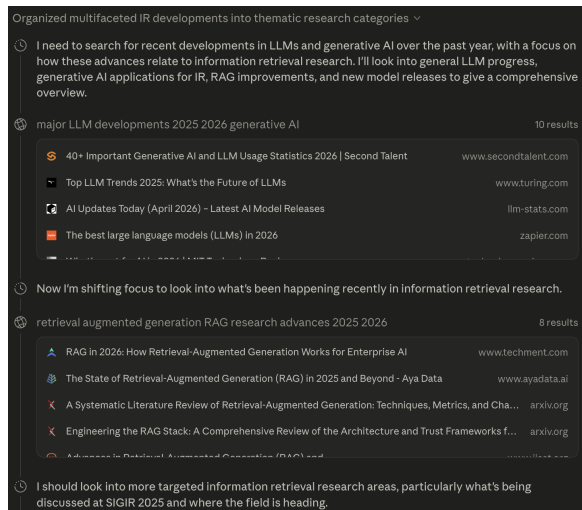 Organized multifaceted IR developments into thematic research categories
I need to search for recent developments in LLMs and generative AI over the past year, with a focus on
how these advances relate to information retrieval research. I'll look into general LLM progress,
generative AI applications for IR, RAG improvements, and new model releases to give a comprehensive
overview.
major LLM developments 2025 2026 generative AI 10 results
40+ Important Generative AI and LLM Usage Statistics 2026 | Second Talent www.secondtalent.com
Top LLM Trends 2025: What's the Future of LLMs www.turing.com
AI Updates Today (April 2026) – Latest AI Model Releases llm-stats.com
The best large language models (LLMs) in 2026 zapier.com
Now I'm shifting focus to look into what's been happening recently in information retrieval research.
retrieval augmented generation RAG research advances 2025 2026 8 results
RAG in 2026: How Retrieval-Augmented Generation Works for Enterprise AI www.techment.com
The State of Retrieval-Augmented Generation (RAG) in 2025 and Beyond - Aya Data www.ayadata.ai
A Systematic Literature Review of Retrieval-Augmented Generation: Techniques, Metrics, and Cha... arxiv.org
Engineering the RAG Stack: A Comprehensive Review of the Architecture and Trust Frameworks f... arxiv.org
Advances in Retrieval-Augmented Generation (RAG) and
I should look into more targeted information retrieval research areas, particularly what's being
discussed at SIGIR 2025 and where the field is heading.